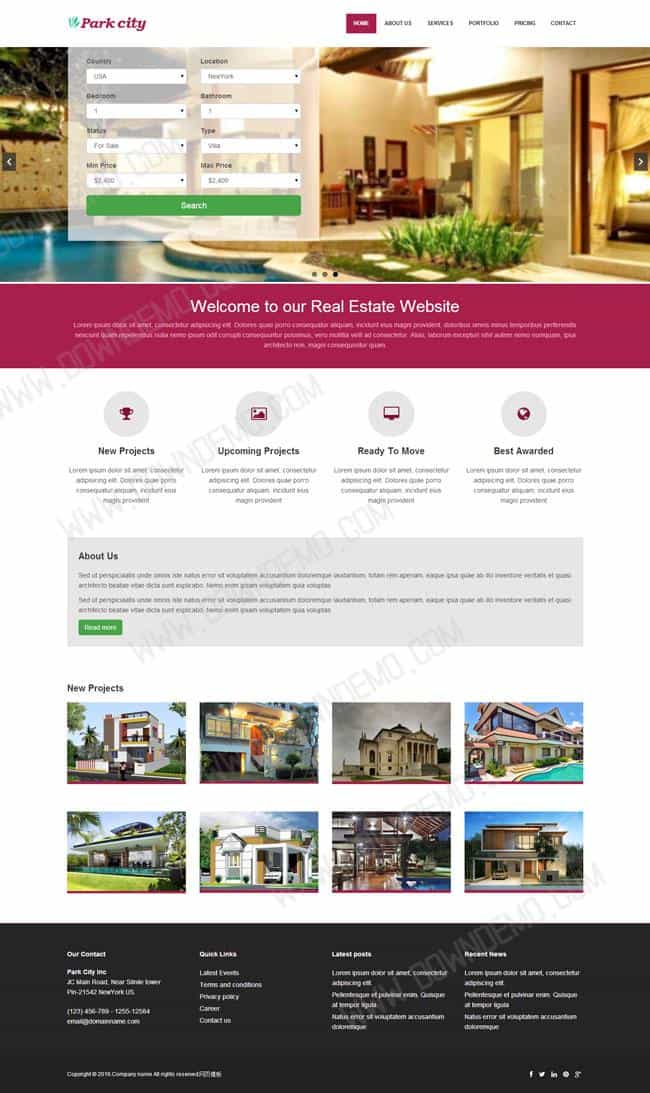 Park city
HOME ABOUT US SERVICES PORTFOLIO PRICING CONTACT
Country Location
USA NewYork
Bedroom Bathroom
1 1
Status Type
For Sale Villa
Min Price Max Price
$2,400 $2,400
Search
Welcome to our Real Estate Website
Lorem ipsum dolor sit amet, consectetur adipisicing elit. Dolores quae porro consequatur aliquam, incidunt eius magni provident, doloribus omnis minus temporibus perferendis
nesciunt quam repellendus nulla nemo ipsum odit corrupti consequuntur possimus, vero mollitia velit ad consectetur. Alias, laborum excepturi nihil autem nemo numquam, ipsa
architecto non, magni consequuntur quam.
New Projects
Lorem ipsum dolor sit amet, consectetur
adipisicing elit. Dolores quae porro
consequatur aliquam, incidunt eius
magni provident
Upcoming Projects
Lorem ipsum dolor sit amet, consectetur
adipisicing elit. Dolores quae porro
consequatur aliquam, incidunt eius
magni provident
Ready To Move
Lorem ipsum dolor sit amet, consectetur
adipisicing elit. Dolores quae porro
consequatur aliquam, incidunt eius
magni provident
Best Awarded
Lorem ipsum dolor sit amet, consectetur
adipisicing elit. Dolores quae porro
consequatur aliquam, incidunt eius
magni provident
About Us
Sed ut perspiciatis unde omnis iste natus error sit voluptatem accusantium doloremque laudantium, totam rem aperiam, eaque ipsa quae ab illo inventore veritatis et quasi
architecto beatae vitae dicta sunt explicabo. Nemo enim ipsam voluptatem quia voluptas
Sed ut perspiciatis unde omnis iste natus error sit voluptatem accusantium doloremque laudantium, totam rem aperiam, eaque ipsa quae ab illo inventore veritatis et quasi
architecto beatae vitae dicta sunt explicabo. Nemo enim ipsam voluptatem quia voluptas
Read more
New Projects
Our Contact
Park City inc
JC Main Road, Near Silnile tower
Pin-21542 NewYork US.
(123) 456-789 - 1255-12584
email@domainname.com
Quick Links
Latest Events
Terms and conditions
Privacy policy
Career
Contact us
Latest posts
Lorem ipsum dolor sit amet, consectetur
adipiscing elit.
Pellentesque et pulvinar enim. Quisque
at tempor ligula
Natus error sit voluptatem accusantium
doloremque
Recent News
Lorem ipsum dolor sit amet, consectetur
adipiscing elit.
Pellentesque et pulvinar enim. Quisque
at tempor ligula
Natus error sit voluptatem accusantium
doloremque
Copyright © 2016.Company name All rights reserved.网页模板
WWW.DOWNDEMO.COM
WWW.DOWNDEMO.COM
WWW.DOWNDEMO.COM
WWW.DOWNDEMO.COM
WWW.DOWNDEMO.COM